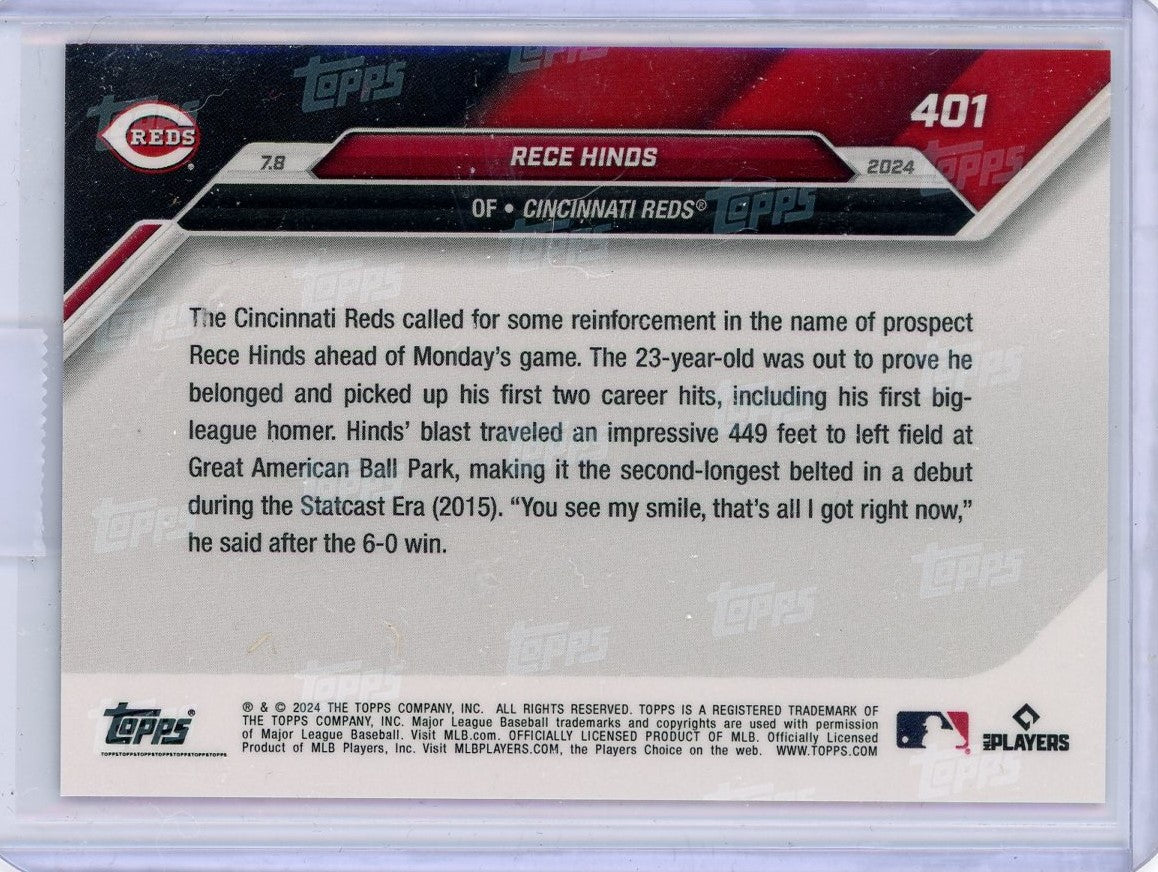 REDS
401
7.8
RECE HINDS
2024
OF • CINCINNATI REDS®
The Cincinnati Reds called for some reinforcement in the name of prospect
Rece Hinds ahead of Monday's game. The 23-year-old was out to prove he
belonged and picked up his first two career hits, including his first big-
league homer. Hinds' blast traveled an impressive 449 feet to left field at
Great American Ball Park, making it the second-longest belted in a debut
during the Statcast Era (2015). "You see my smile, that's all I got right now,"
he said after the 6-0 win.
Topps®
TOPPSTOPPSTOPPSTOPPSTOPPSTOPPSTOPPS
® & © 2024 THE TOPPS COMPANY, INC. ALL RIGHTS RESERVED. TOPPS IS A REGISTERED TRADEMARK OF
THE TOPPS COMPANY, INC. Major League Baseball trademarks and copyrights are used with permission
of Major League Baseball. Visit MLB.com. OFFICIALLY LICENSED PRODUCT OF MLB. Officially Licensed
Product of MLB Players, Inc. Visit MLBPLAYERS.COM, the Players Choice on the web. WWW.TOPPS.COM
MLB PLAYERS